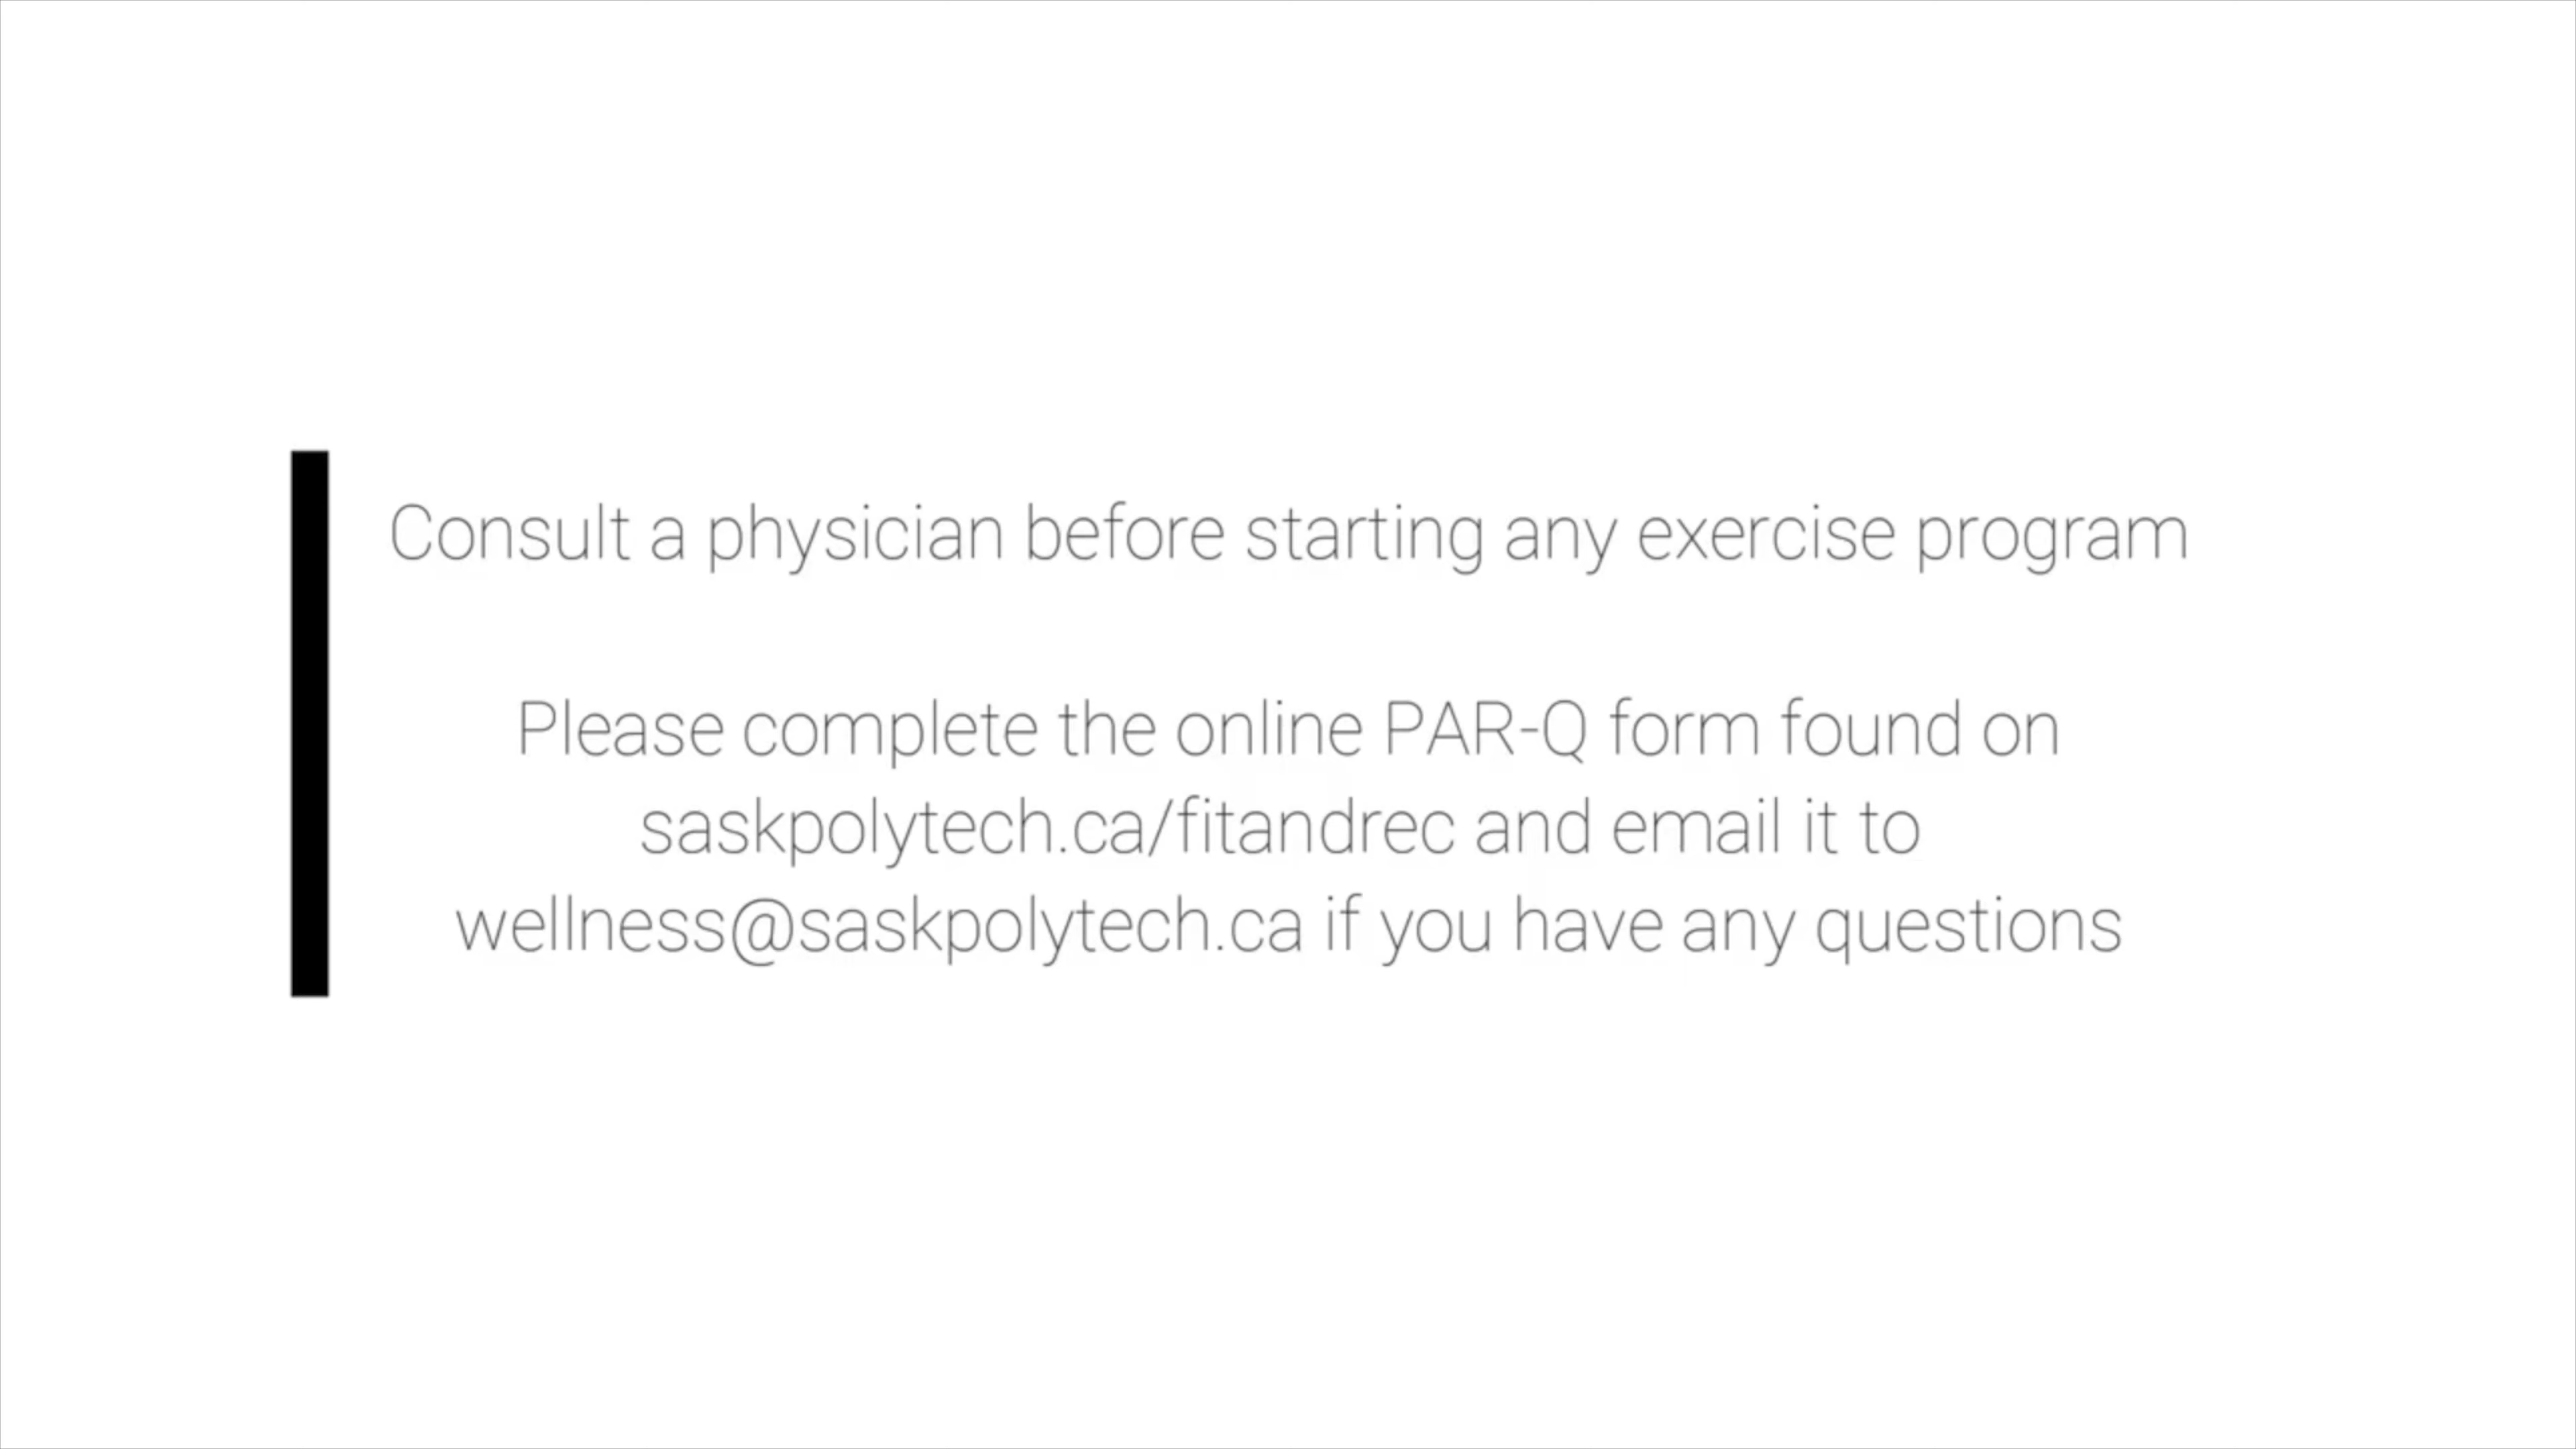 Consult a physician before starting any exercise program
Please complete the online PAR-Q form found on
saskpolytech.ca/fitandrec and email it to
wellness@saskpolytech.ca if you have any questions